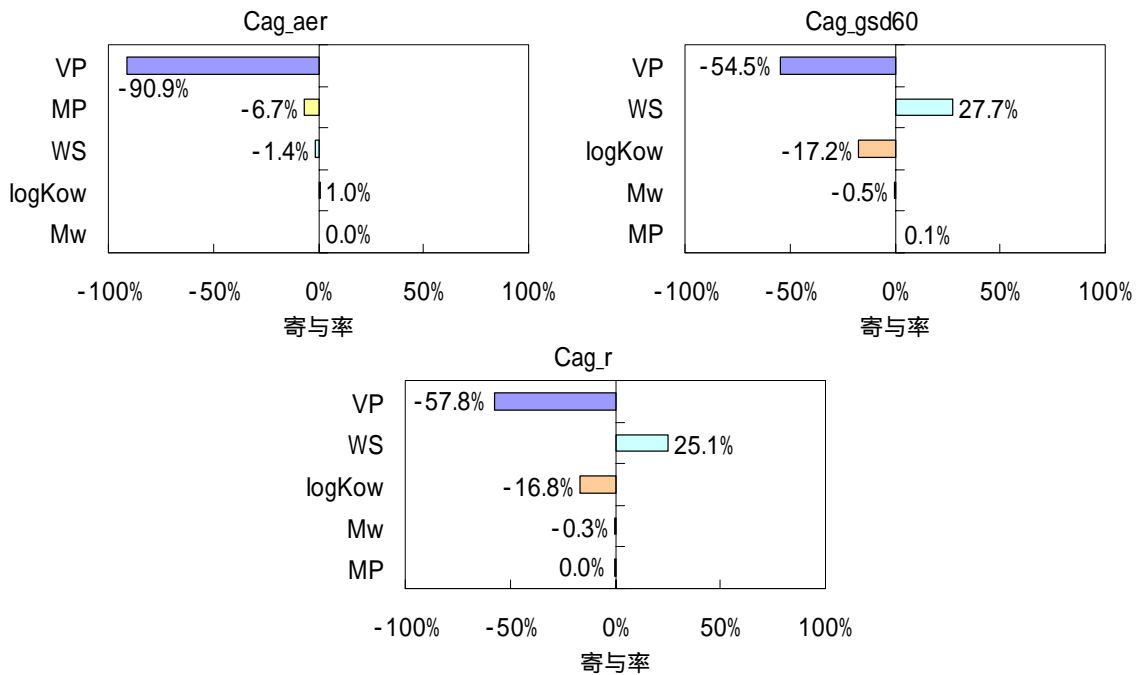 Cag_aer
VP
-90.9%
MP
-6.7%
WS
-1.4%
logKow
1.0%
Mw
0.0%
-100% -50% 0% 50% 100%
寄与率
Cag_gsd60
VP
-54.5%
WS
27.7%
logKow
-17.2%
Mw
-0.5%
MP
0.1%
-100% -50% 0% 50% 100%
寄与率
Cag_r
VP
-57.8%
WS
25.1%
logKow
-16.8%
Mw
-0.3%
MP
0.0%
-100% -50% 0% 50% 100%
寄与率